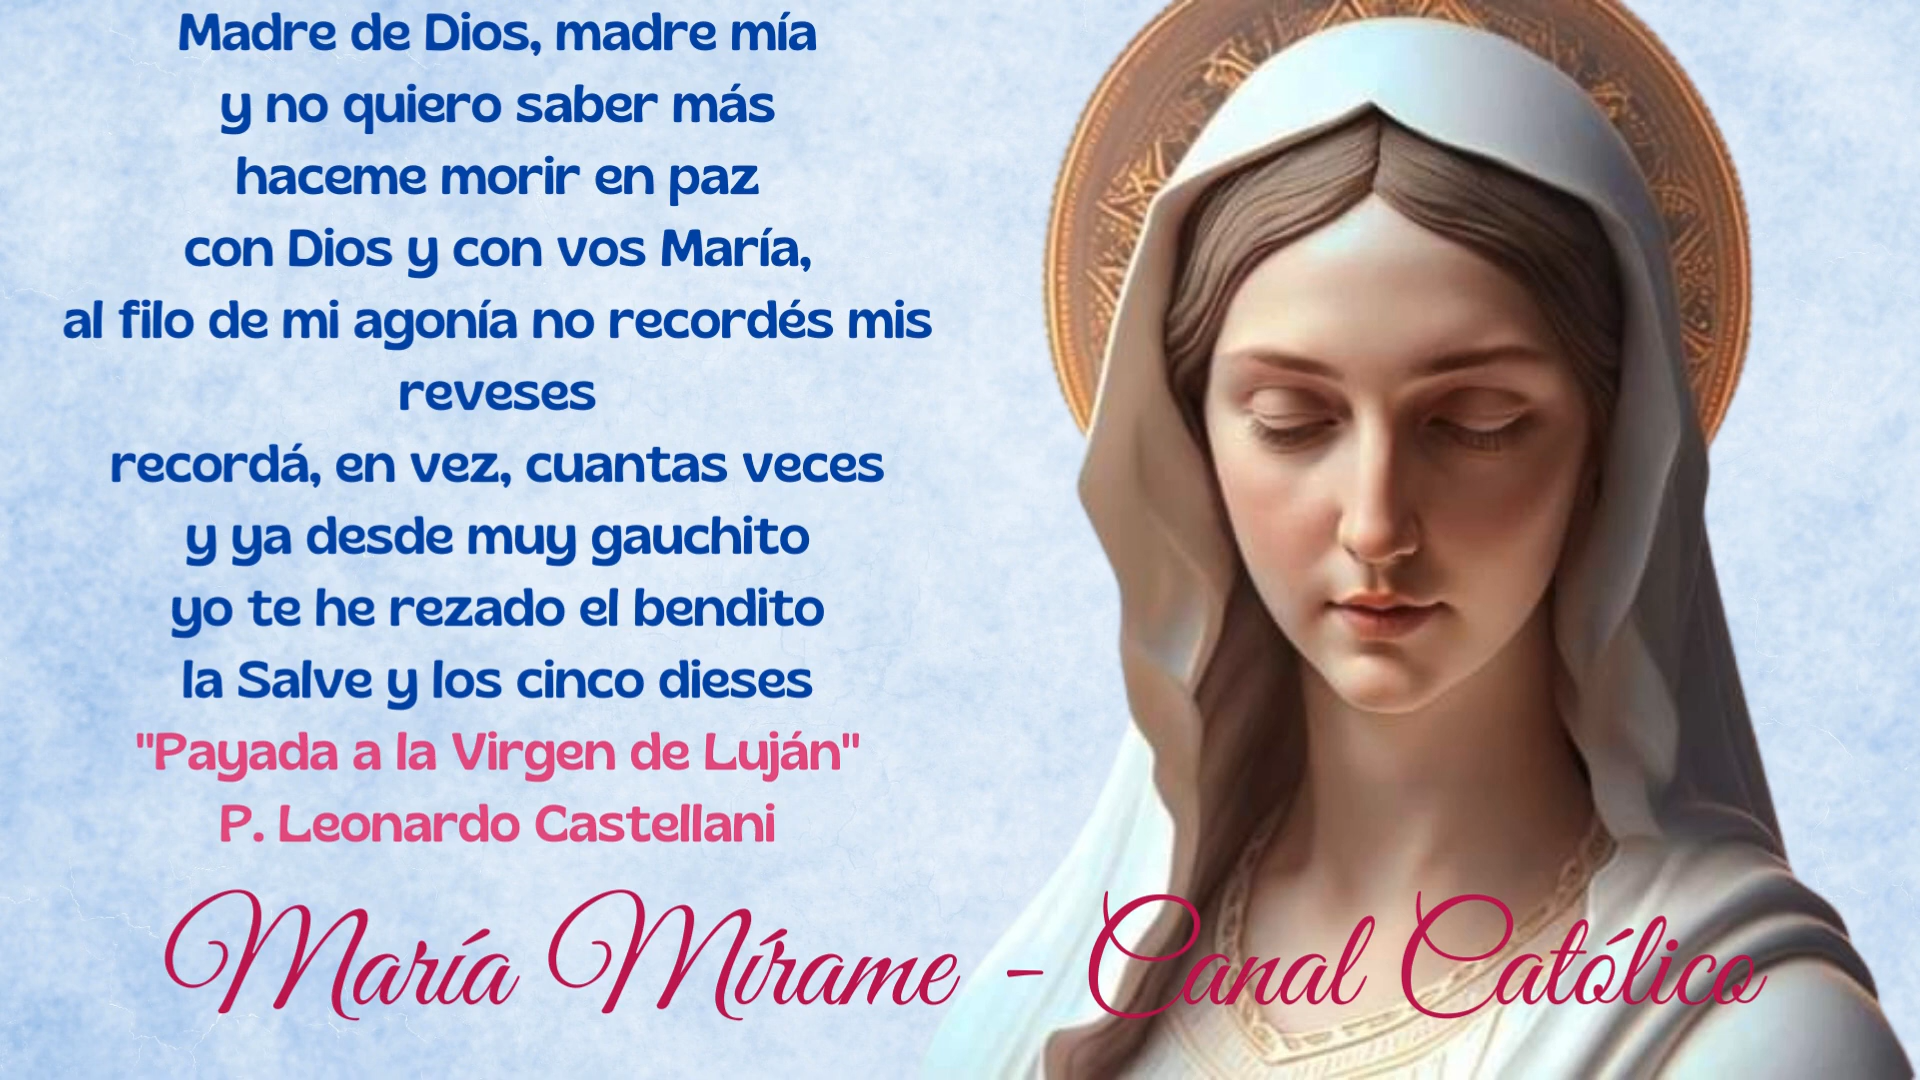 Madre de Dios, madre mía
y no quiero saber más
haceme morir en paz
con Dios y con vos María,
al filo de mi agonía no recordés mis
reveses
recordá, en vez, cuantas veces
y ya desde muy gauchito
yo te he rezado el bendito
la Salve y los cinco dieses
"Payada a la Virgen de Luján"
P. Leonardo Castellani
María Mírame - Canal Católico